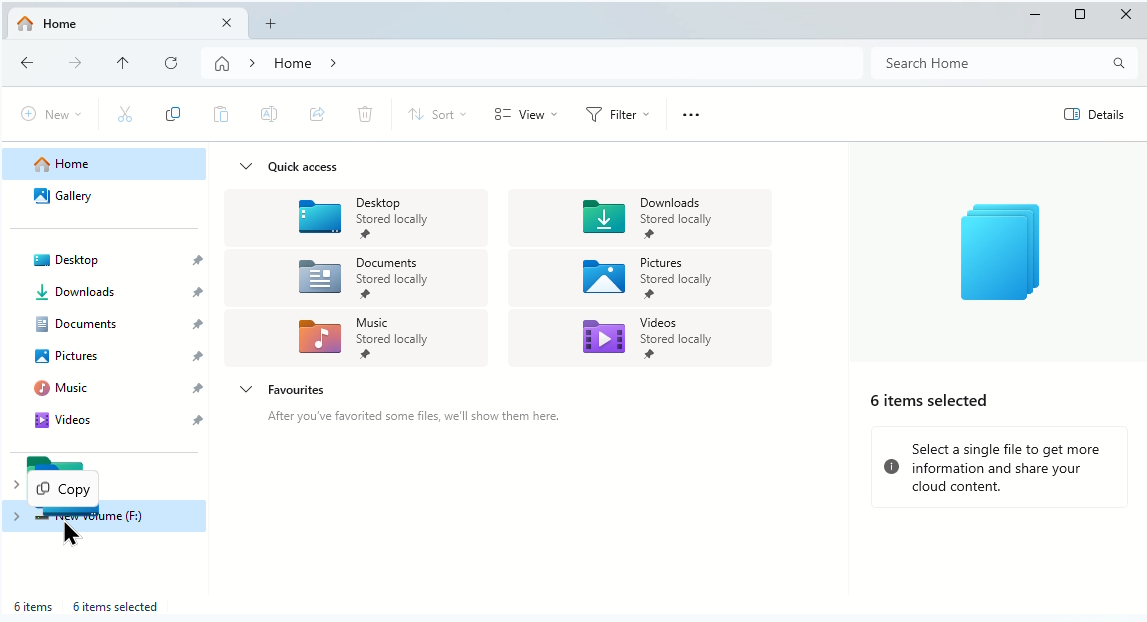 Home
Home
Search Home
New
Sort
View
Filter
Details
Home
Gallery
Desktop
Downloads
Documents
Pictures
Music
Videos
Copy
New Volume (F:)
Quick access
Desktop
Stored locally
Downloads
Stored locally
Documents
Stored locally
Pictures
Stored locally
Music
Stored locally
Videos
Stored locally
Favourites
After you've favorited some files, we'll show them here.
6 items selected
Select a single file to get more
information and share your
cloud content.
6 items
6 items selected